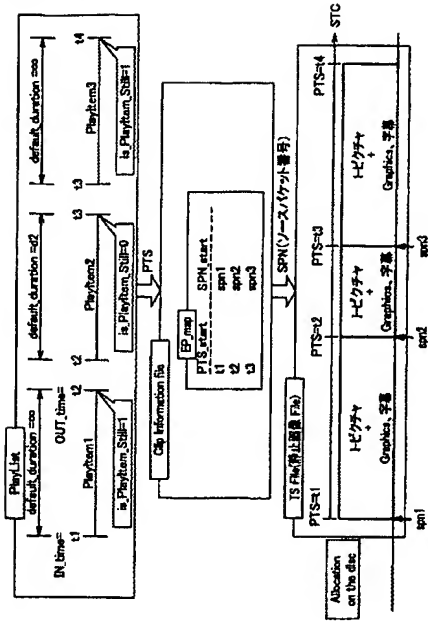 PlayList
default_duration =∞
default_duration =d2
default_duration =∞
IN_time=
OUT_time=
t1
t2
t2
t3
t3
t4
PlayItem1
PlayItem2
PlayItem3
is_PlayItem_Still=1
is_PlayItem_Still=0
is_PlayItem_Still=1
PTS
Clip Information file
EP_map
PTS_start
SPN_start
t1
spn1
t2
spn2
t3
spn3
SPN(ソースパケット番号)
TS File(静止画像 File)
PTS=t1
PTS=t2
PTS=t3
PTS=t4
STC
I-ピクチャ
+
Graphics、字幕
I-ピクチャ
+
Graphics、字幕
I-ピクチャ
+
Graphics、字幕
Allocation
on the disc
spn1
spn2
spn3